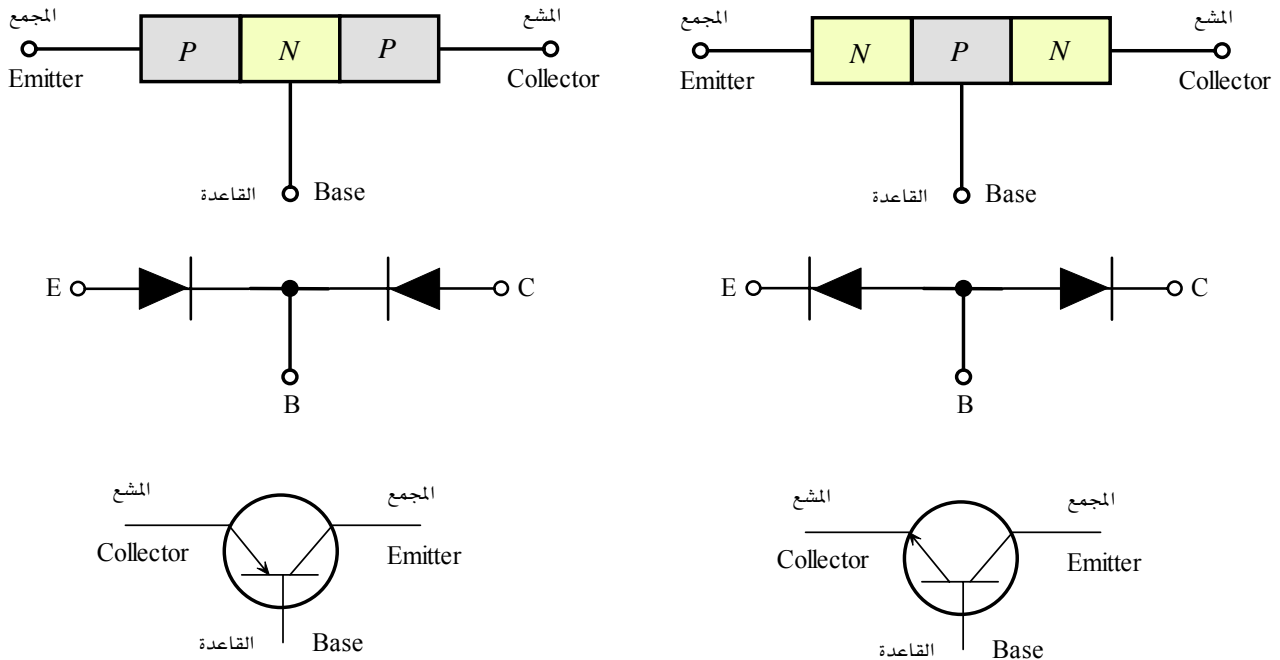 المجمع
المشع
P
N
P
Emitter
Collector
القاعدة
Base
المجمع
المشع
N
P
N
Emitter
Collector
القاعدة
Base
E
C
B
E
C
B
المشع
المجمع
Collector
Emitter
القاعدة
Base
المشع
المجمع
Collector
Emitter
القاعدة
Base